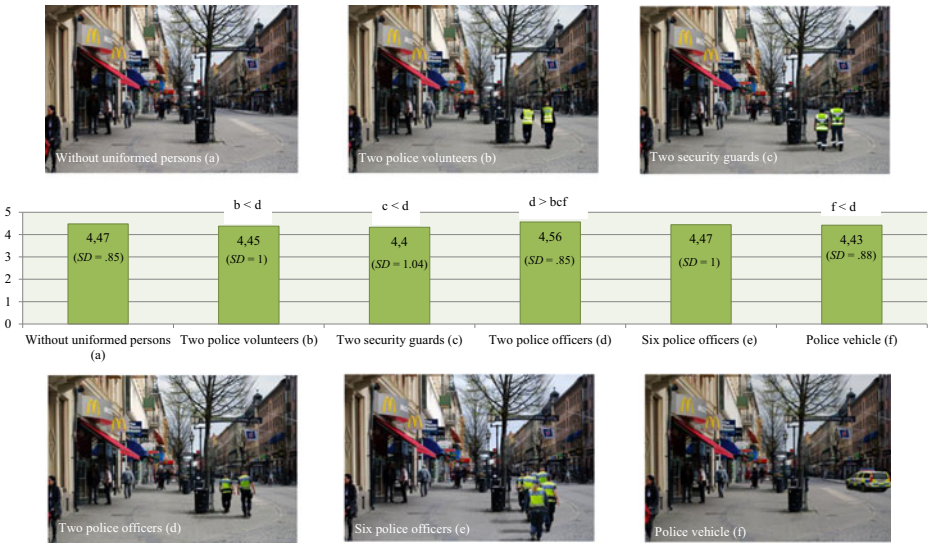 Without uniformed persons (a)
Two police volunteers (b)
Two security guards (c)
b < d
c < d
d > bcf
f < d
5
4
3
2
1
0
4,47
(SD = .85)
4,45
(SD = 1)
4,4
(SD = 1.04)
4,56
(SD = .85)
4,47
(SD = 1)
4,43
(SD = .88)
Without uniformed persons
(a)
Two police volunteers (b)
Two security guards (c)
Two police officers (d)
Six police officers (e)
Police vehicle (f)
Two police officers (d)
Six police officers (e)
Police vehicle (f)